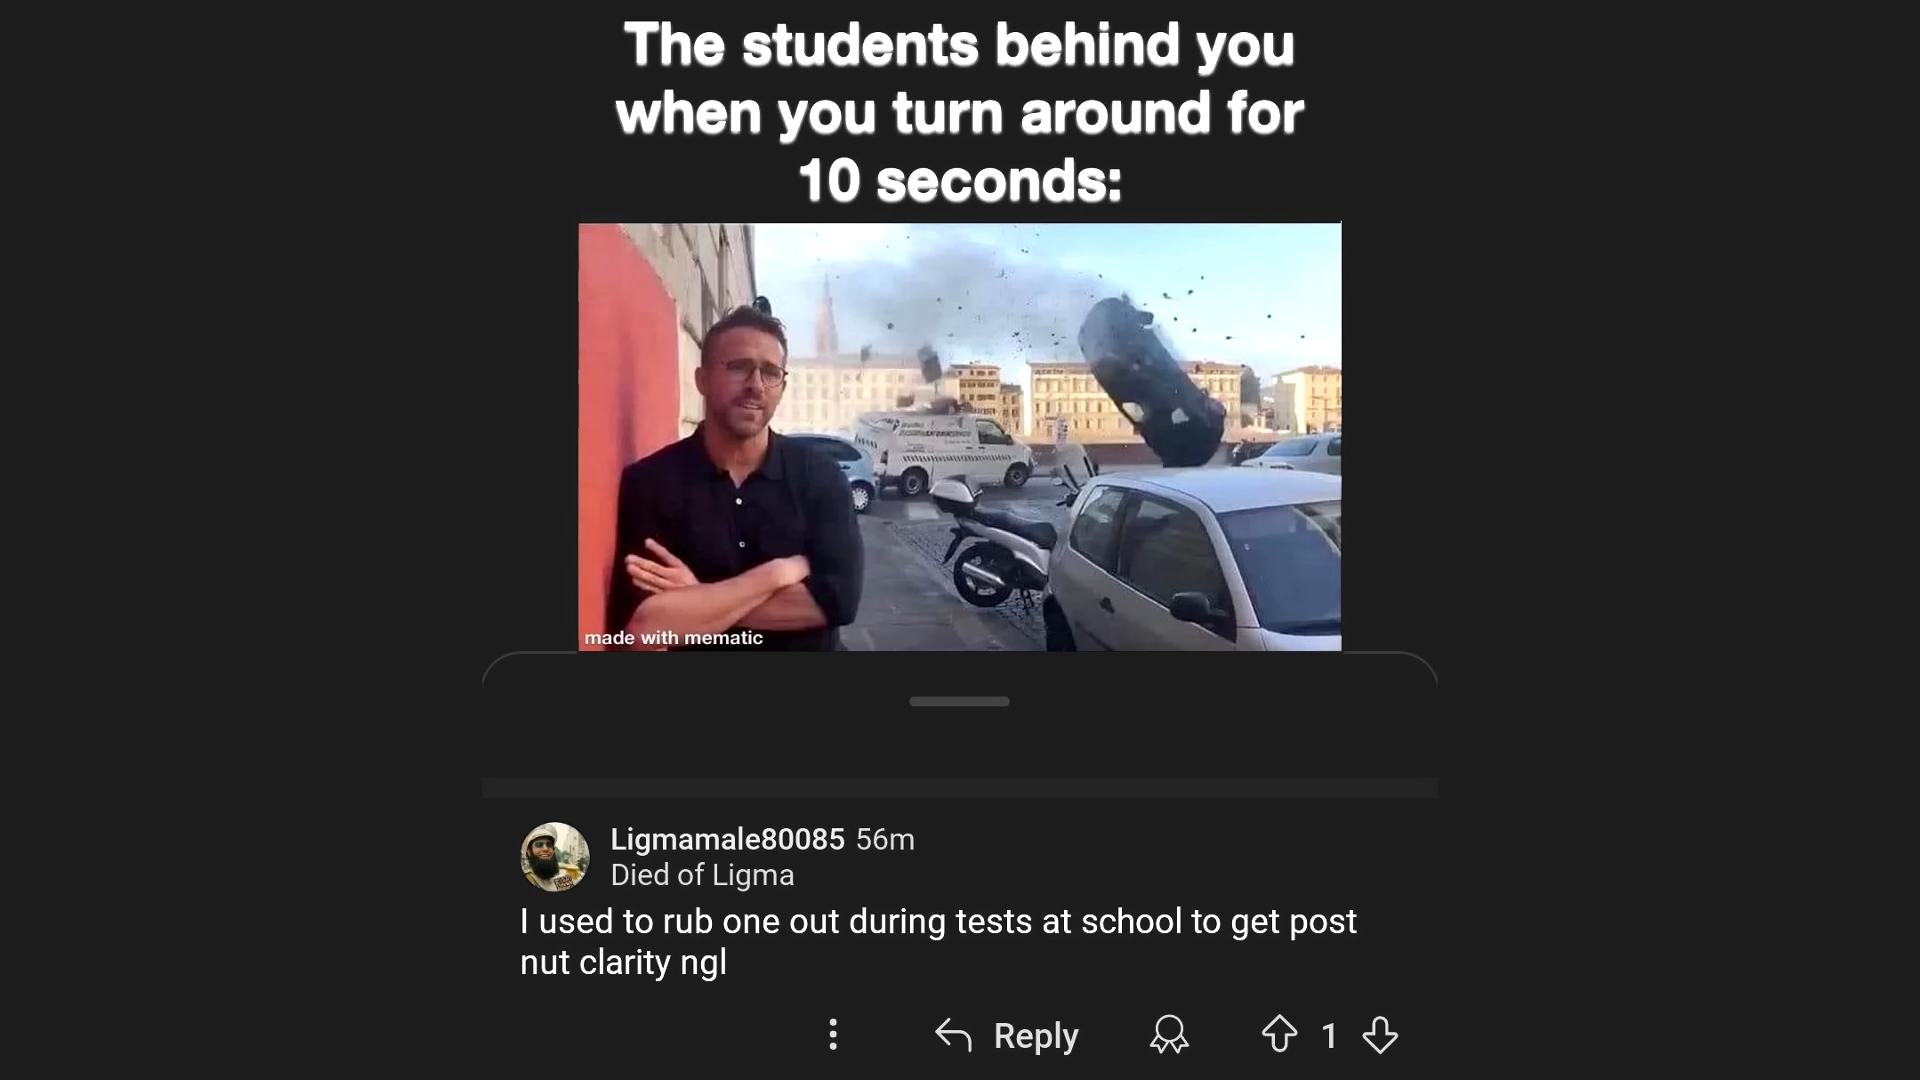 The students behind you
when you turn around for
10 seconds:
made with mematic
Ligmamale80085 56m
Died of Ligma
I used to rub one out during tests at school to get post
nut clarity ngl
Reply
1